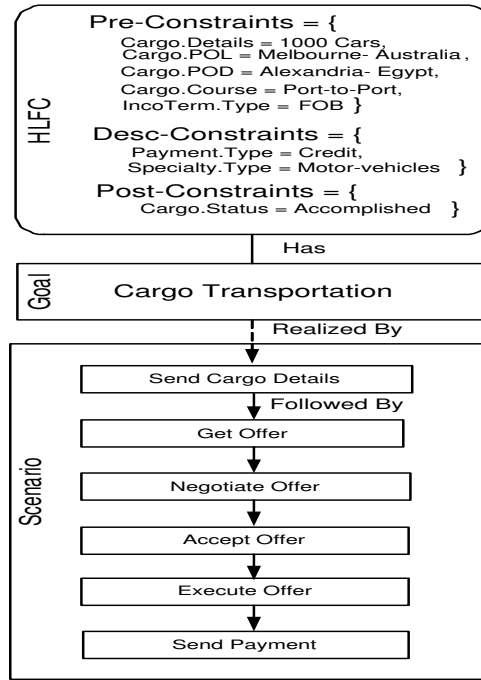 HLFC
Pre-Constraints = {
Cargo.Details = 1000 Cars,
Cargo.POL = Melbourne- Australia,
Cargo.POD = Alexandria- Egypt,
Cargo.Course = Port-to-Port,
IncoTerm.Type = FOB }
Desc-Constraints = {
Payment.Type = Credit,
Specialty.Type = Motor-vehicles }
Post-Constraints = {
Cargo.Status = Accomplished }
Has
Goal
Cargo Transportation
Realized By
Scenario
Send Cargo Details
Followed By
Get Offer
Negotiate Offer
Accept Offer
Execute Offer
Send Payment